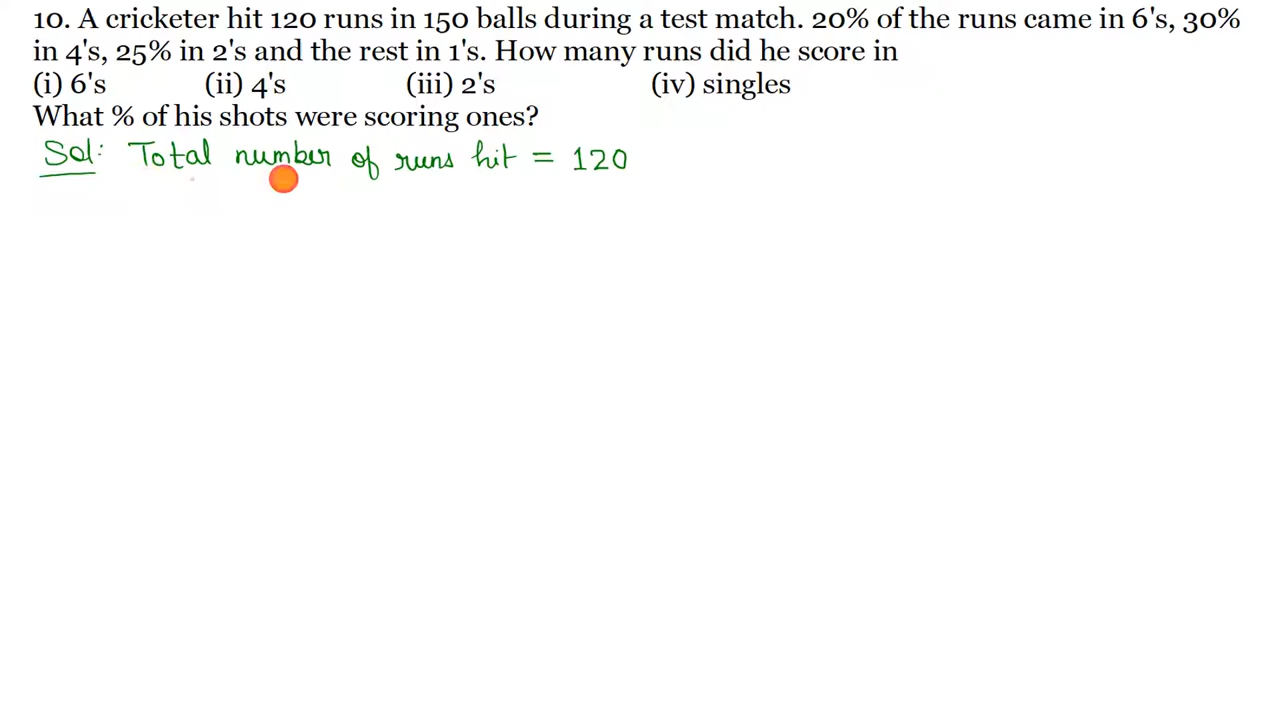 10. A cricketer hit 120 runs in 150 balls during a test match. 20% of the runs came in 6's, 30%
in 4's, 25% in 2's and the rest in 1's. How many runs did he score in
(i) 6's (ii) 4's (iii) 2's (iv) singles
What % of his shots were scoring ones?
Sol: Total number of runs hit = 120